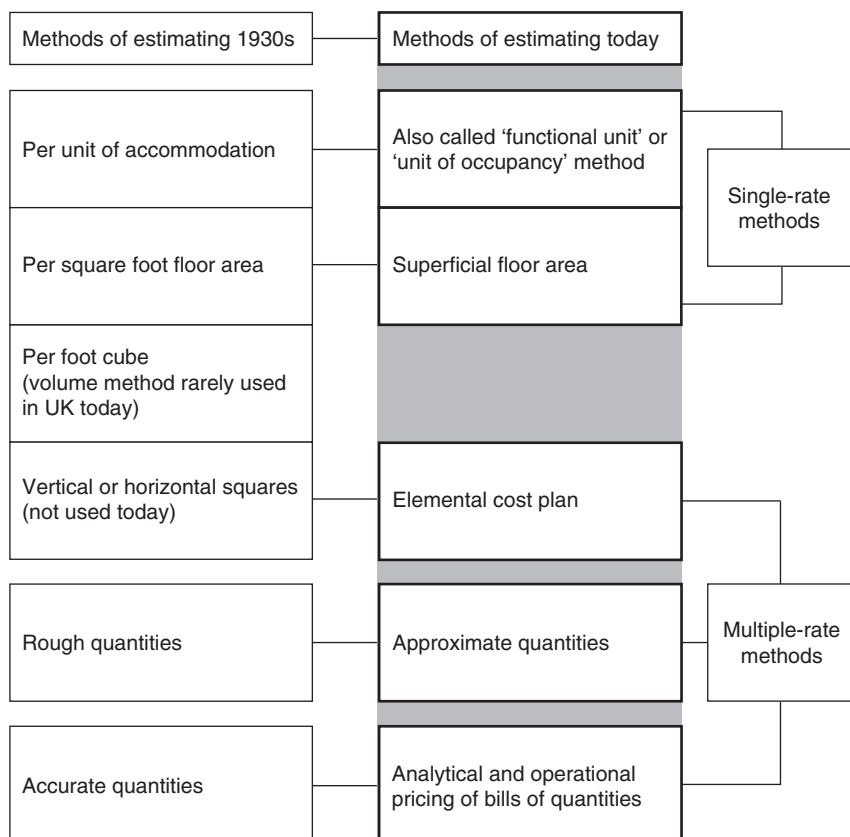 Methods of estimating 1930s
Methods of estimating today
Per unit of accommodation
Also called ‘functional unit’ or
‘unit of occupancy’ method
Single-rate
methods
Per square foot floor area
Superficial floor area
Per foot cube
(volume method rarely used
in UK today)
Vertical or horizontal squares
(not used today)
Elemental cost plan
Rough quantities
Approximate quantities
Multiple-rate
methods
Accurate quantities
Analytical and operational
pricing of bills of quantities